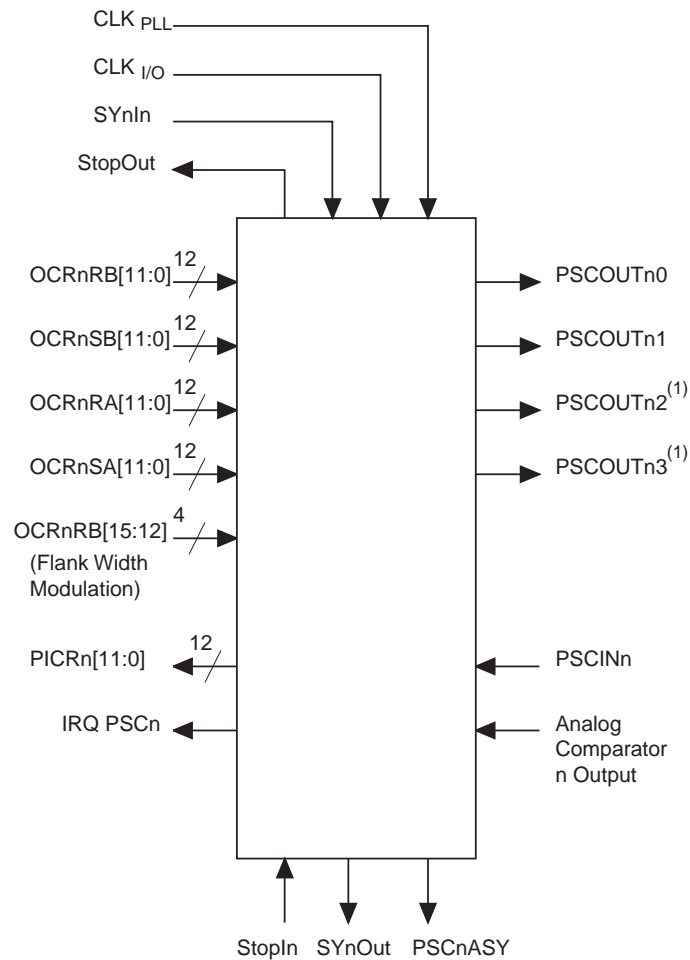 CLK PLL
CLK I/O
SYnIn
StopOut
OCRnRB[11:0] 12
PSCOUTn0
OCRnSB[11:0] 12
PSCOUTn1
OCRnRA[11:0] 12
PSCOUTn2(1)
OCRnSA[11:0] 12
PSCOUTn3(1)
OCRnRB[15:12] 4
(Flank Width
Modulation)
PICRn[11:0] 12
PSCINn
IRQ PSCn
Analog
Comparator
n Output
StopIn SYnOut PSCnASY